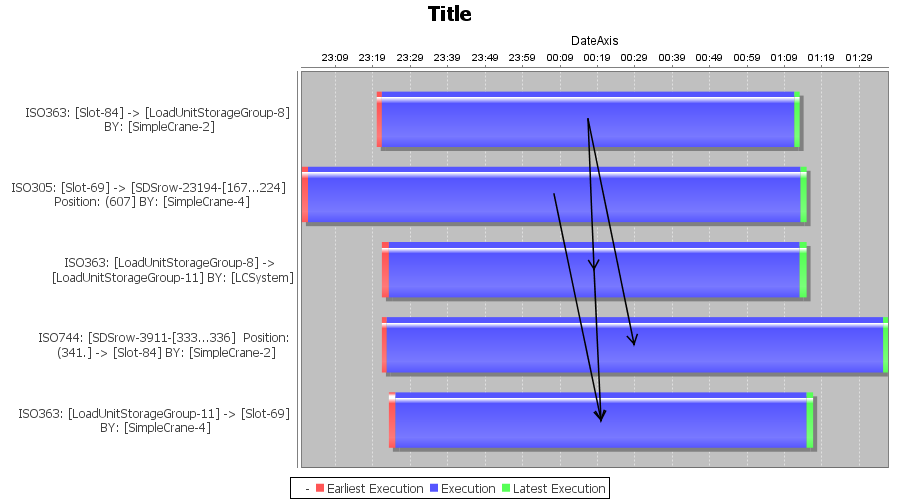 Title
DateAxis
23:09 23:19 23:29 23:39 23:49 23:59 00:09 00:19 00:29 00:39 00:49 00:59 01:09 01:19 01:29
ISO363: [Slot-84] -> [LoadUnitStorageGroup-8]
BY: [SimpleCrane-2]
ISO305: [Slot-69] -> [SDSrow-23194-[167...224]
Position: (607] BY: [SimpleCrane-4]
ISO363: [LoadUnitStorageGroup-8] ->
[LoadUnitStorageGroup-11] BY: [LCSystem]
ISO744: [SDSrow-3911-[333...336] Position:
(341.] -> [Slot-84] BY: [SimpleCrane-2]
ISO363: [LoadUnitStorageGroup-11] -> [Slot-69]
BY: [SimpleCrane-4]
- Earliest Execution Execution Latest Execution